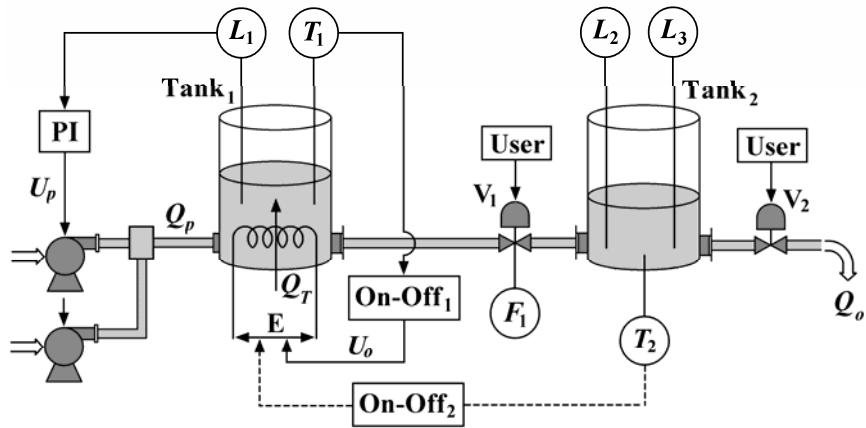 L1
T1
L2
L3
Tank1
Tank2
PI
User
User
Up
V1
V2
Qp
QT
On-Off1
F1
Qo
E
Uo
T2
On-Off2